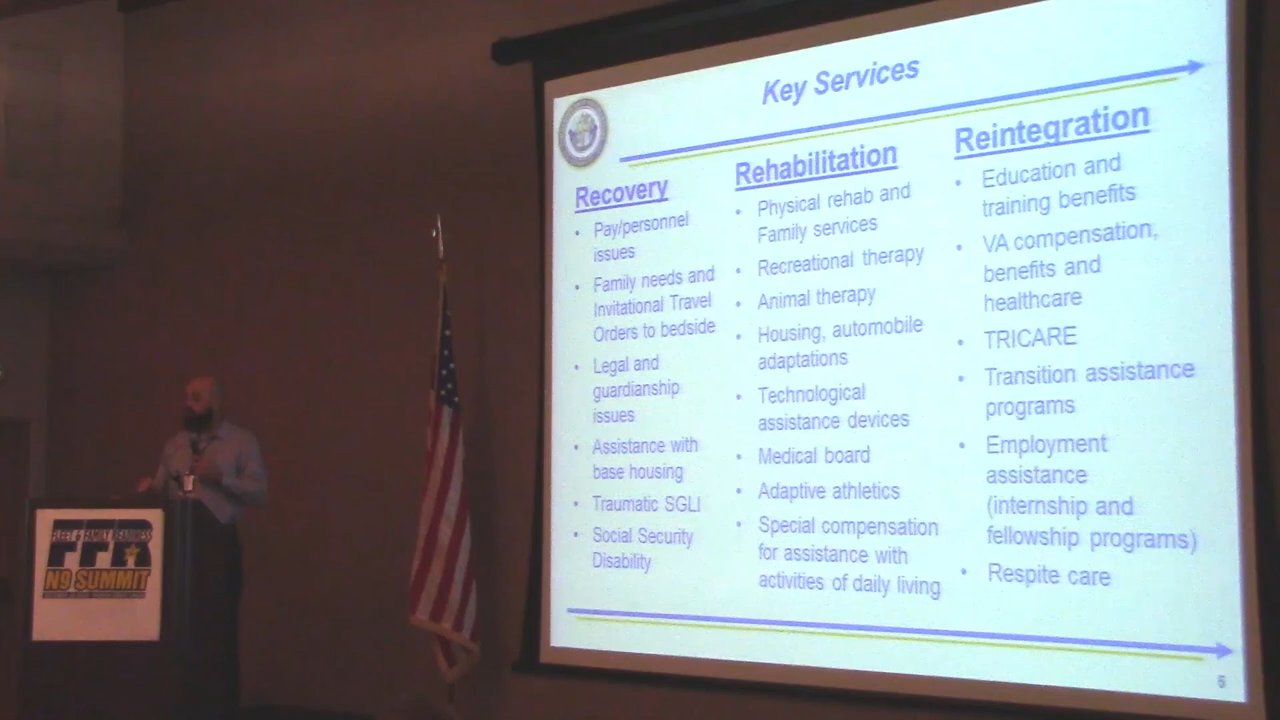 Key Services
Recovery
• Pay/personnel
issues
• Family needs and
Invitational Travel
Orders to bedside
• Legal and
guardianship
issues
• Assistance with
base housing
• Traumatic SGLI
• Social Security
Disability
Rehabilitation
• Physical rehab and
Family services
• Recreational therapy
• Animal therapy
• Housing, automobile
adaptations
• Technological
assistance devices
• Medical board
• Adaptive athletics
• Special compensation
for assistance with
activities of daily living
Reintegration
• Education and
training benefits
• VA compensation,
benefits and
healthcare
• TRICARE
• Transition assistance
programs
• Employment
assistance
(internship and
fellowship programs)
• Respite care
6
FLEET & FAMILY READINESS
FFR
N9 SUMMIT